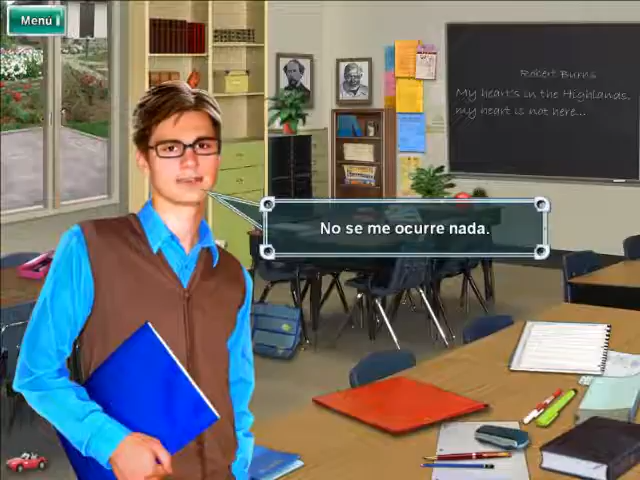 Menú
Robert Burns
My heart's in the Highlands,
my heart is not here...
No se me ocurre nada.